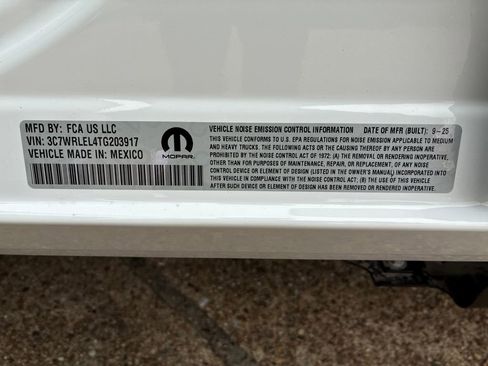 MFD BY: FCA US LLC
VIN: 3C7WRLEL4TG203917
VEHICLE MADE IN: MEXICO
MOPAR
VEHICLE NOISE EMISSION CONTROL INFORMATION DATE OF MFR (BUILT): 9-25
THIS VEHICLE CONFORMS TO U.S. EPA REGULATIONS FOR NOISE EMISSION APPLICABLE TO MEDIUM
AND HEAVY TRUCKS. THE FOLLOWING ACTS OR THE CAUSING THEREOF BY ANY PERSON ARE
PROHIBITED BY THE NOISE CONTROL ACT OF 1972: (A) THE REMOVAL OR RENDERING INOPERATIVE,
OTHER THAN FOR PURPOSES OF MAINTENANCE, REPAIR, OR REPLACEMENT, OF ANY NOISE
CONTROL DEVICE OR ELEMENT OF DESIGN (LISTED IN THE OWNER'S MANUAL) INCORPORATED INTO
THIS VEHICLE IN COMPLIANCE WITH THE NOISE CONTROL ACT; (B) THE USE OF THIS VEHICLE
AFTER SUCH DEVICE OR ELEMENT OF DESIGN HAS BEEN REMOVED OR RENDERED INOPERATIVE.